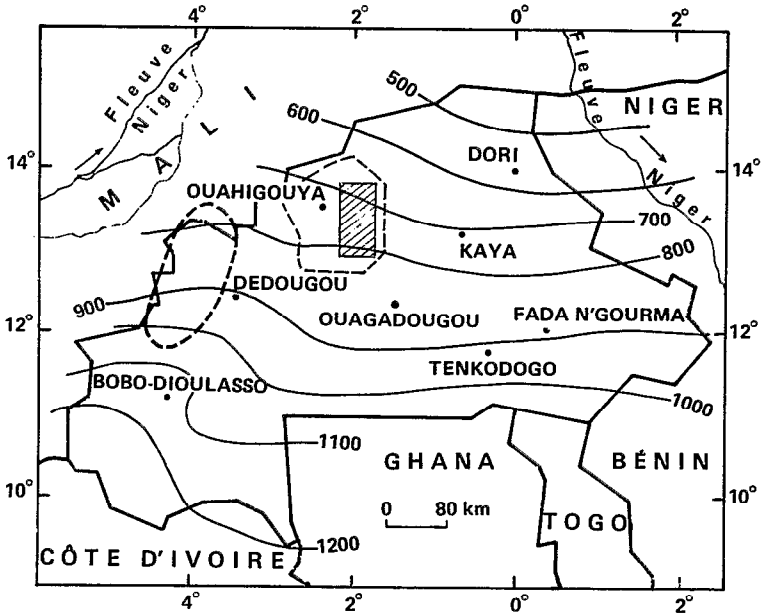 4° 2° 0° 2°
Fleuve
Niger
Fleuve
Niger
MALI
NIGER
500
600
14°
14°
DORI
OUAHIGOUYA
700
KAYA
800
DEDOUGOU
900
OUAGADOUGOU
FADA N'GOURMA
12°
12°
TENKODOGO
BOBO-DIOULASSO
1000
1100
GHANA
BÉNIN
10°
10°
0 80 km
TOGO
1200
CÔTE D'IVOIRE
4° 2° 0° 2°